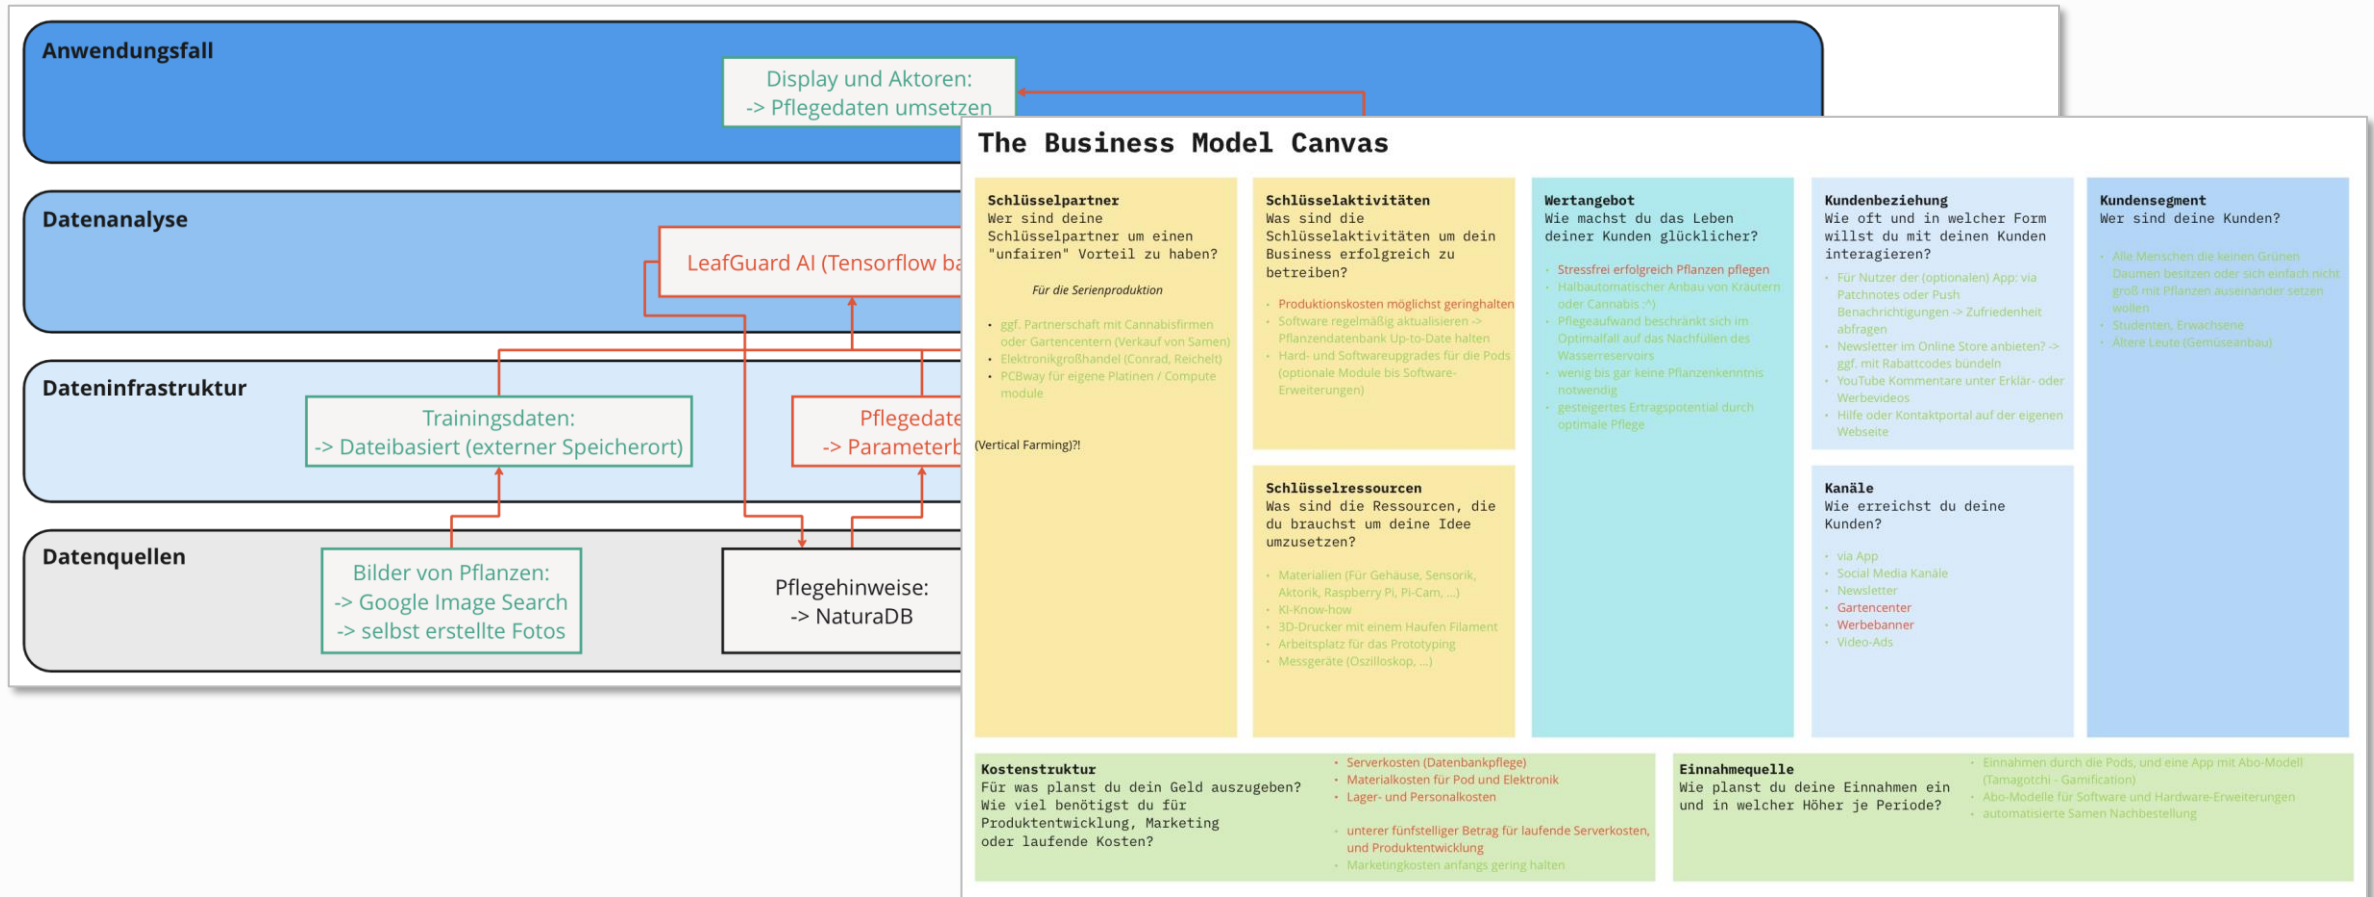 Anwendungsfall
Display und Aktoren:
-> Pflegedaten umsetzen
Datenanalyse
LeafGuard AI (Tensorflow ba
Dateninfrastruktur
Trainingsdaten:
-> Dateibasiert (externer Speicherort)
Pflegedate
-> Parameterb
Datenquellen
Bilder von Pflanzen:
-> Google Image Search
-> selbst erstellte Fotos
Pflegehinweise:
-> NaturaDB
The Business Model Canvas
Schlüsselpartner
Wer sind deine
Schlüsselpartner um einen
"unfairen" Vorteil zu haben?
Für die Serienproduktion
• ggf. Partnerschaft mit Cannabisfirmen
oder Gartencentern (Verkauf von Samen)
• Elektronikgroßhandel (Conrad, Reichelt)
• PCBway für eigene Platinen / Compute
module
(Vertical Farming)?!
Schlüsselaktivitäten
Was sind die
Schlüsselaktivitäten um dein
Business erfolgreich zu
betreiben?
• Produktionskosten möglichst geringhalten
• Software regelmäßig aktualisieren ->
Pflanzendatenbank Up-to-Date halten
• Hard- und Softwareupgrades für die Pods
(optionale Module bis Software-
Erweiterungen)
Schlüsselressourcen
Was sind die Ressourcen, die
du brauchst um deine Idee
umzusetzen?
• Materialien (Für Gehäuse, Sensorik,
Aktorik, Raspberry Pi, Pi-Cam, ...)
• KI-Know-how
• 3D-Drucker mit einem Haufen Filament
• Arbeitsplatz für das Prototyping
• Messgeräte (Oszilloskop, ...)
Wertangebot
Wie machst du das Leben
deiner Kunden glücklicher?
• Stressfrei erfolgreich Pflanzen pflegen
• Halbautomatischer Anbau von Kräutern
oder Cannabis :^)
• Pflegeaufwand beschränkt sich im
Optimalfall auf das Nachfüllen des
Wasserreservoirs
• wenig bis gar keine Pflanzenkenntnis
notwendig
• gesteigertes Ertragspotential durch
optimale Pflege
Kundenbeziehung
Wie oft und in welcher Form
willst du mit deinen Kunden
interagieren?
• Für Nutzer der (optionalen) App: via
Patchnotes oder Push
Benachrichtigungen -> Zufriedenheit
abfragen
• Newsletter im Online Store anbieten? ->
ggf. mit Rabattcodes bündeln
• YouTube Kommentare unter Erklär- oder
Werbevideos
• Hilfe oder Kontaktportal auf der eigenen
Webseite
Kanäle
Wie erreichst du deine
Kunden?
• via App
• Social Media Kanäle
• Newsletter
• Gartencenter
• Werbebanner
• Video-Ads
Kundensegment
Wer sind deine Kunden?
• Alle Menschen die keinen Grünen
Daumen besitzen oder sich einfach nicht
groß mit Pflanzen auseinander setzen
wollen
• Studenten, Erwachsene
• Ältere Leute (Gemüseanbau)
Kostenstruktur
Für was planst du dein Geld auszugeben?
Wie viel benötigst du für
Produktentwicklung, Marketing
oder laufende Kosten?
• Serverkosten (Datenbankpflege)
• Materialkosten für Pod und Elektronik
• Lager- und Personalkosten
• unterer fünfstelliger Betrag für laufende Serverkosten,
und Produktentwicklung
• Marketingkosten anfangs gering halten
Einnahmequelle
Wie planst du deine Einnahmen ein
und in welcher Höher je Periode?
• Einnahmen durch die Pods, und eine App mit Abo-Modell
(Tamagotchi - Gamification)
• Abo-Modelle für Software und Hardware-Erweiterungen
• automatisierte Samen Nachbestellung